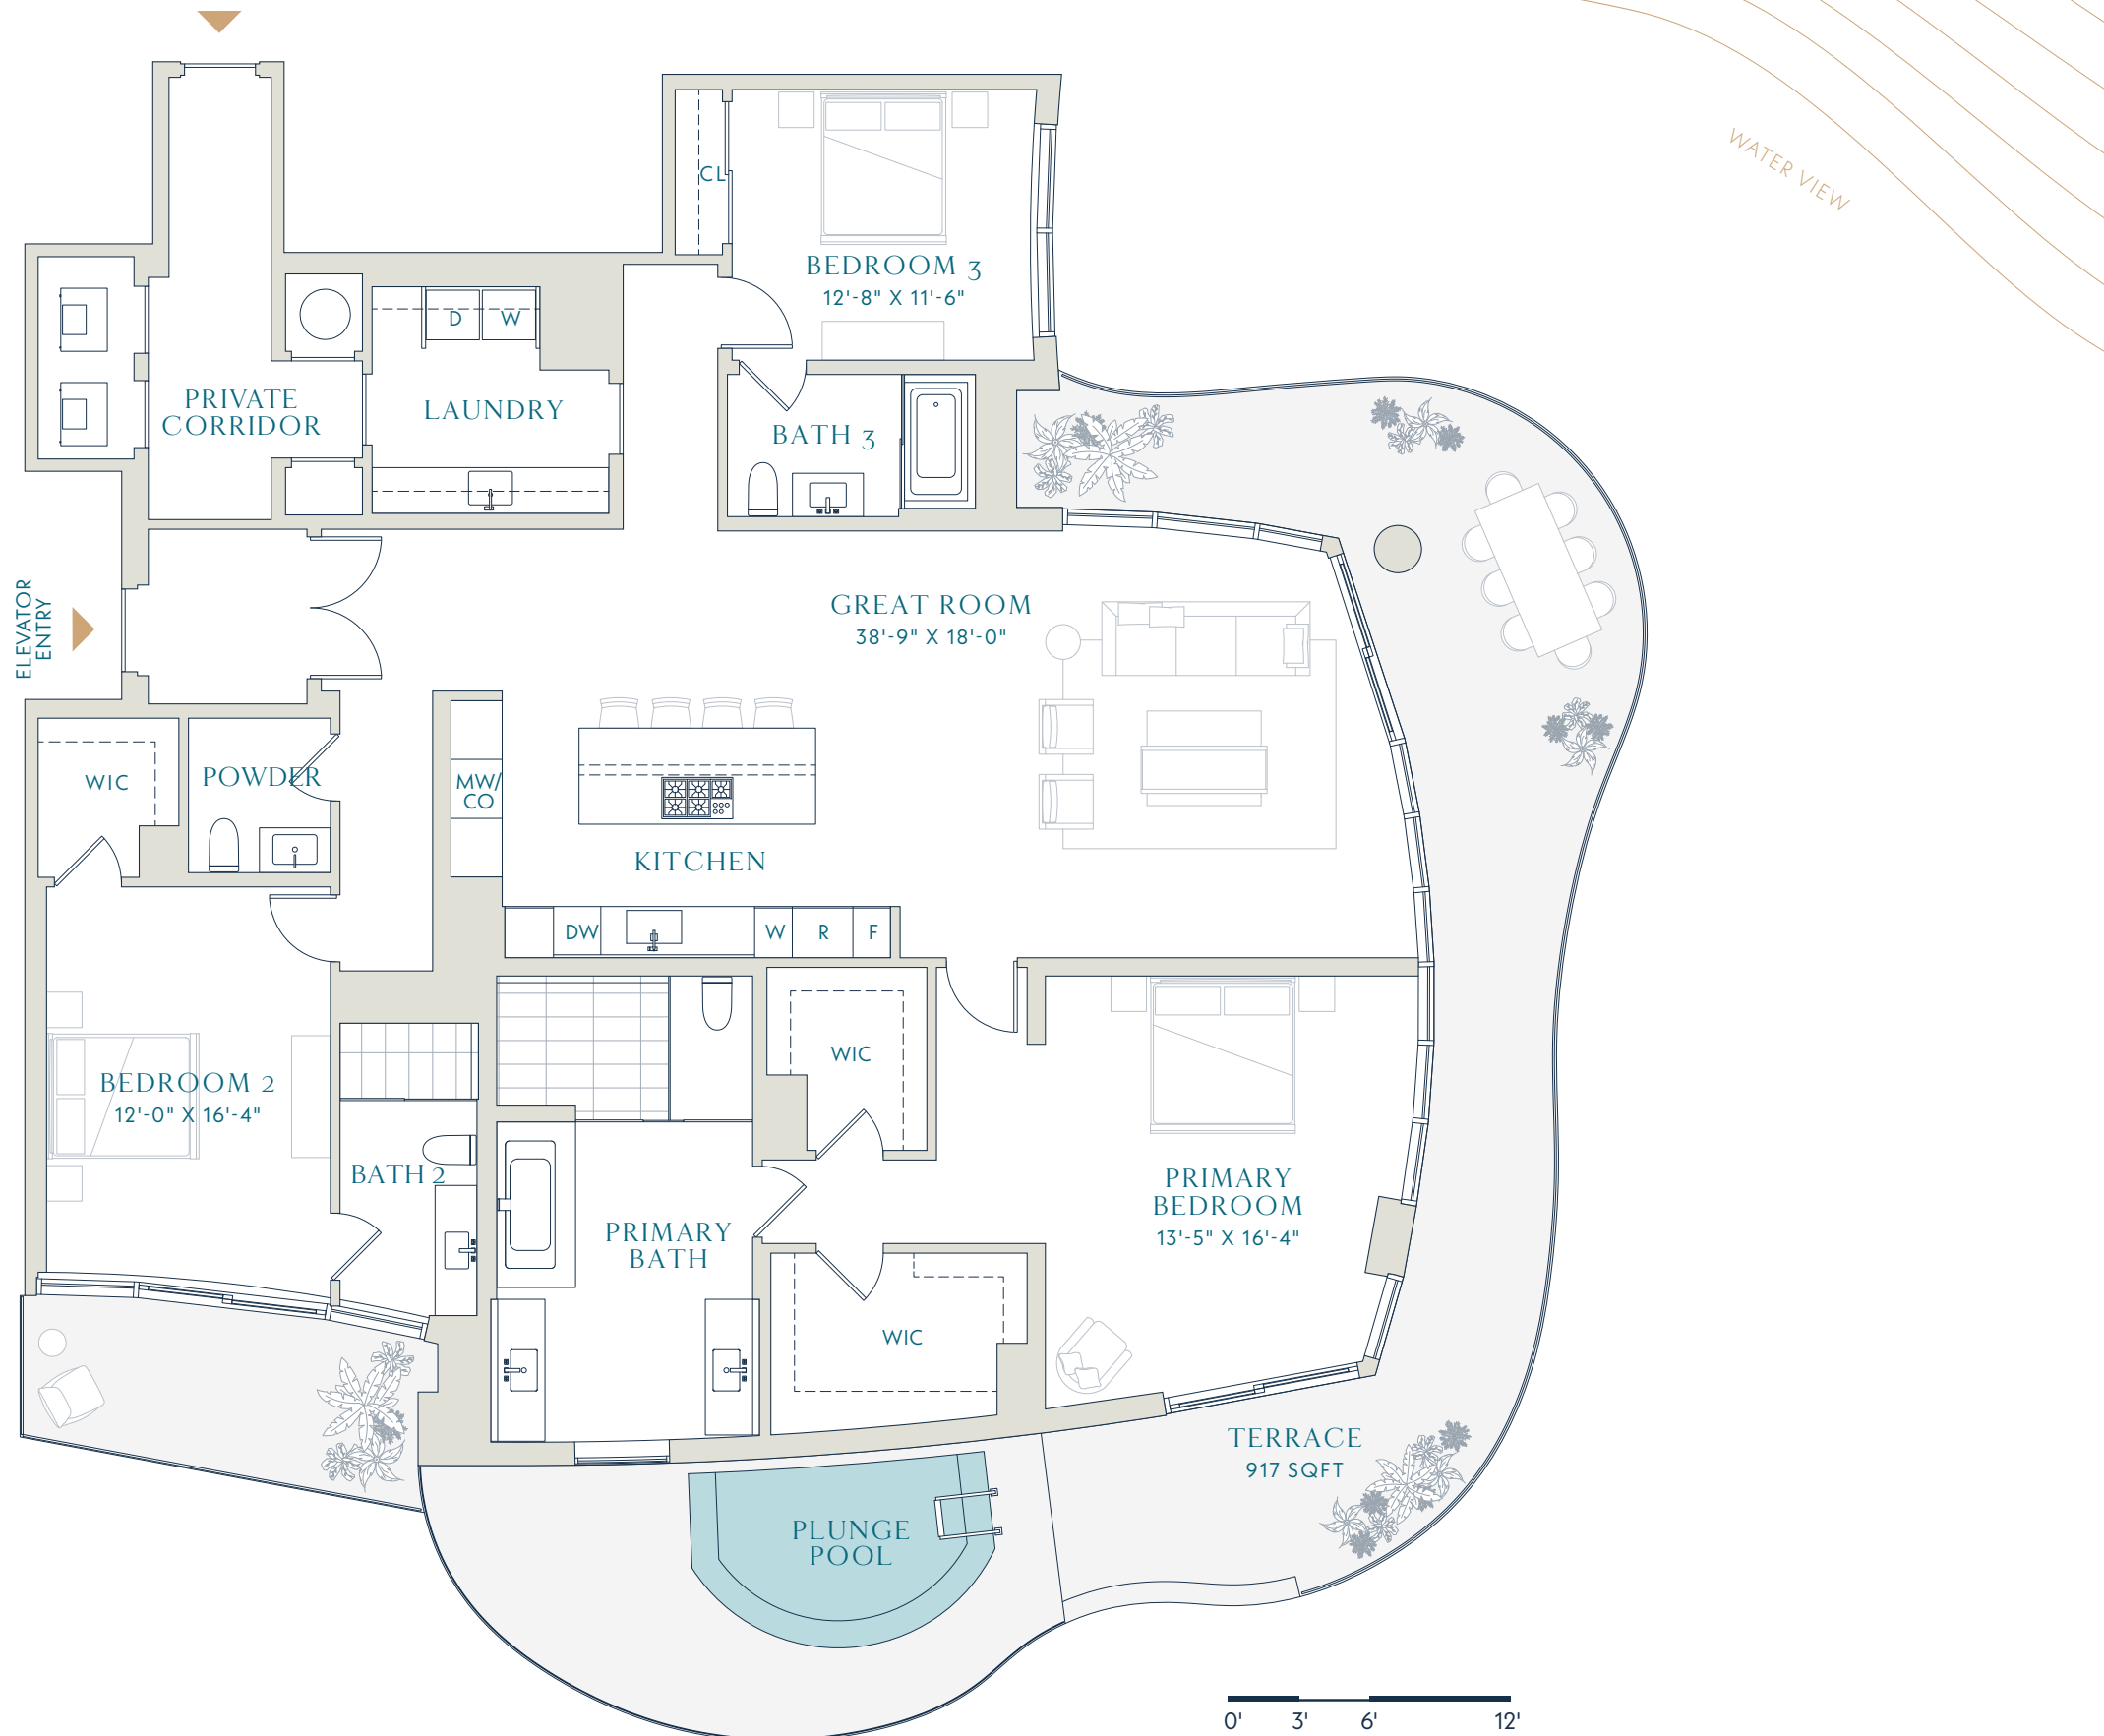 WATER VIEW
CL
BEDROOM 3
12'-8" X 11'-6"
D
W
PRIVATE
CORRIDOR
LAUNDRY
BATH 3
ELEVATOR
ENTRY
GREAT ROOM
38'-9" X 18'-0"
WIC
POWDER
MW/
CO
KITCHEN
DW
W
R
F
WIC
BEDROOM 2
12'-0" X 16'-4"
BATH 2
PRIMARY
BATH
PRIMARY
BEDROOM
13'-5" X 16'-4"
WIC
TERRACE
917 SQFT
PLUNGE
POOL
0' 3' 6' 12'